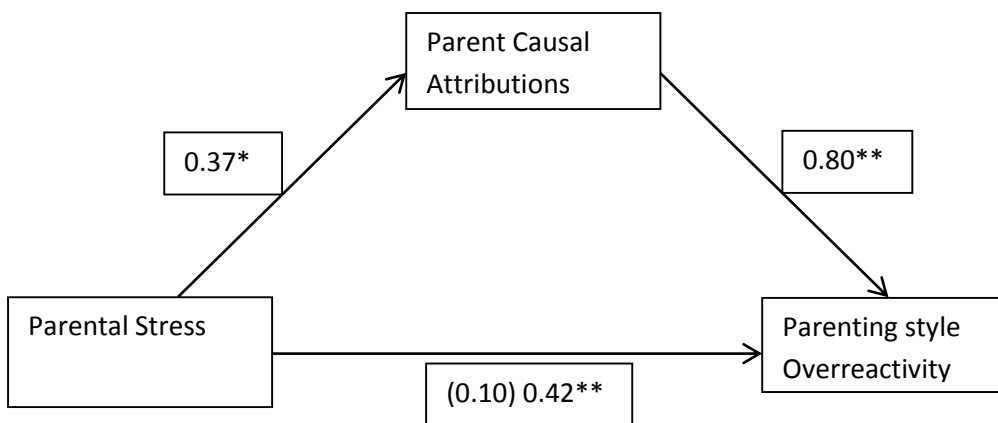 Parent Causal
Attributions
0.37*
0.80**
Parental Stress
Parenting style
Overreactivity
(0.10) 0.42**